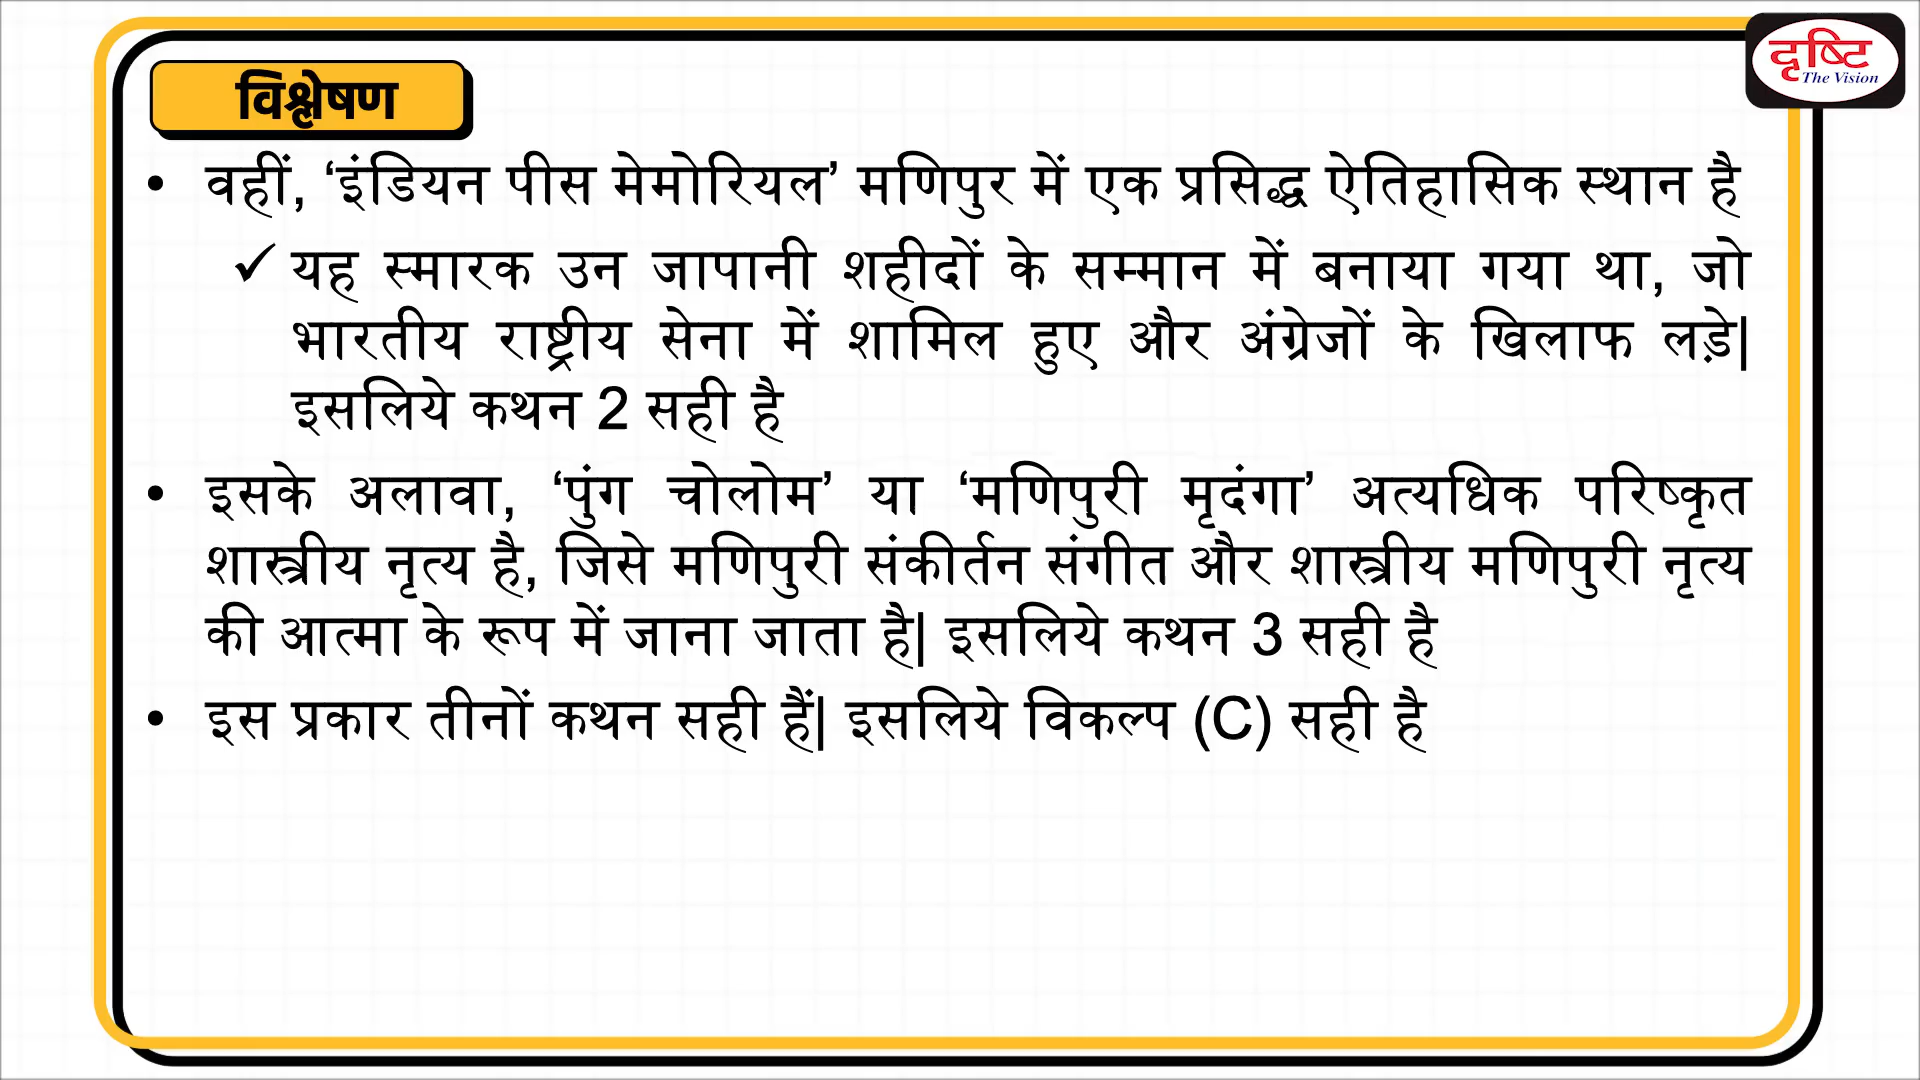 दृष्टि
The Vision
विश्लेषण
• वहीं, ‘इंडियन पीस मेमोरियल’ मणिपुर में एक प्रसिद्ध ऐतिहासिक स्थान है
✓ यह स्मारक उन जापानी शहीदों के सम्मान में बनाया गया था, जो
भारतीय राष्ट्रीय सेना में शामिल हुए और अंग्रेजों के खिलाफ लड़े|
इसलिये कथन 2 सही है
• इसके अलावा, ‘पुंग चोलोम’ या ‘मणिपुरी मृदंगा’ अत्यधिक परिष्कृत
शास्त्रीय नृत्य है, जिसे मणिपुरी संकीर्तन संगीत और शास्त्रीय मणिपुरी नृत्य
की आत्मा के रूप में जाना जाता है| इसलिये कथन 3 सही है
• इस प्रकार तीनों कथन सही हैं| इसलिये विकल्प (C) सही है